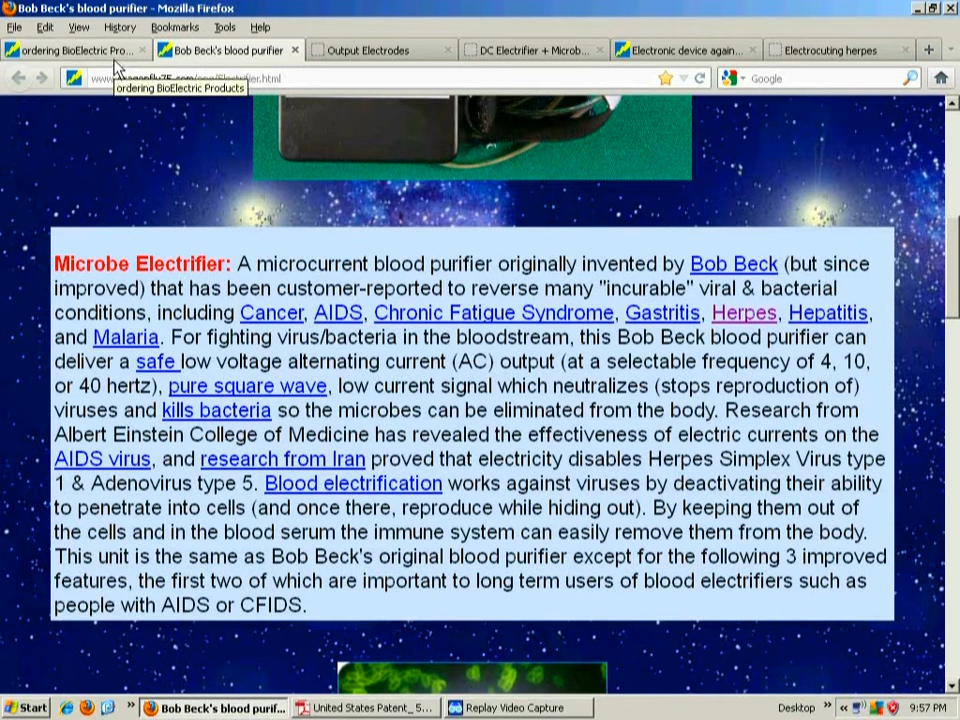 Bob Beck's blood purifier - Mozilla Firefox
File Edit View History Bookmarks Tools Help
ordering BioElectric Pro... Bob Beck's blood purifier Output Electrodes DC Electrifier + Microb... Electronic device again... Electrocuting herpes
Google
ordering BioElectric Products
Microbe Electrifier: A microcurrent blood purifier originally invented by Bob Beck (but since
improved) that has been customer-reported to reverse many "incurable" viral & bacterial
conditions, including Cancer, AIDS, Chronic Fatigue Syndrome, Gastritis, Herpes, Hepatitis,
and Malaria. For fighting virus/bacteria in the bloodstream, this Bob Beck blood purifier can
deliver a safe low voltage alternating current (AC) output (at a selectable frequency of 4, 10,
or 40 hertz), pure square wave, low current signal which neutralizes (stops reproduction of)
viruses and kills bacteria so the microbes can be eliminated from the body. Research from
Albert Einstein College of Medicine has revealed the effectiveness of electric currents on the
AIDS virus, and research from Iran proved that electricity disables Herpes Simplex Virus type
1 & Adenovirus type 5. Blood electrification works against viruses by deactivating their ability
to penetrate into cells (and once there, reproduce while hiding out). By keeping them out of
the cells and in the blood serum the immune system can easily remove them from the body.
This unit is the same as Bob Beck's original blood purifier except for the following 3 improved
features, the first two of which are important to long term users of blood electrifiers such as
people with AIDS or CFIDS.
Start Bob Beck's blood purif... United States Patent_ 5... Replay Video Capture Desktop 9:57 PM